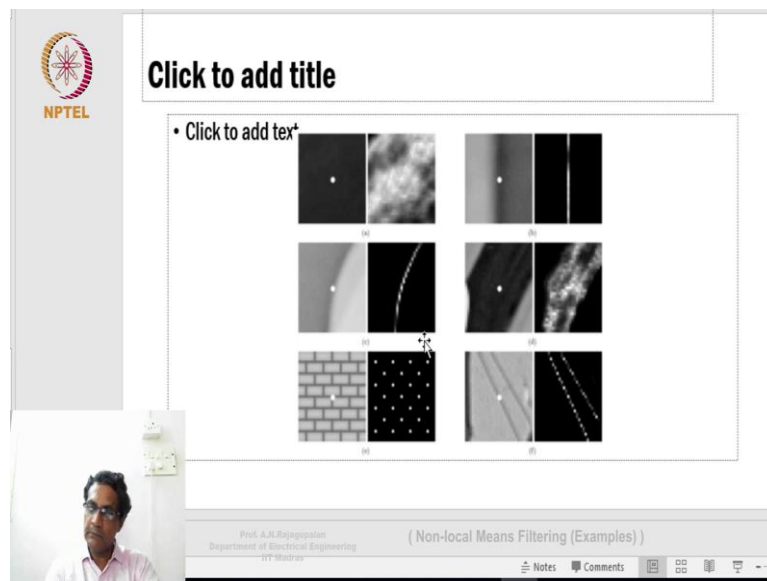 NPTEL
Click to add title
• Click to add text
(a)
(b)
(c)
(d)
(e)
(f)
Prof. A.N.Rajagopalan
Department of Electrical Engineering
IIT Madras
( Non-local Means Filtering (Examples) )
Notes
Comments